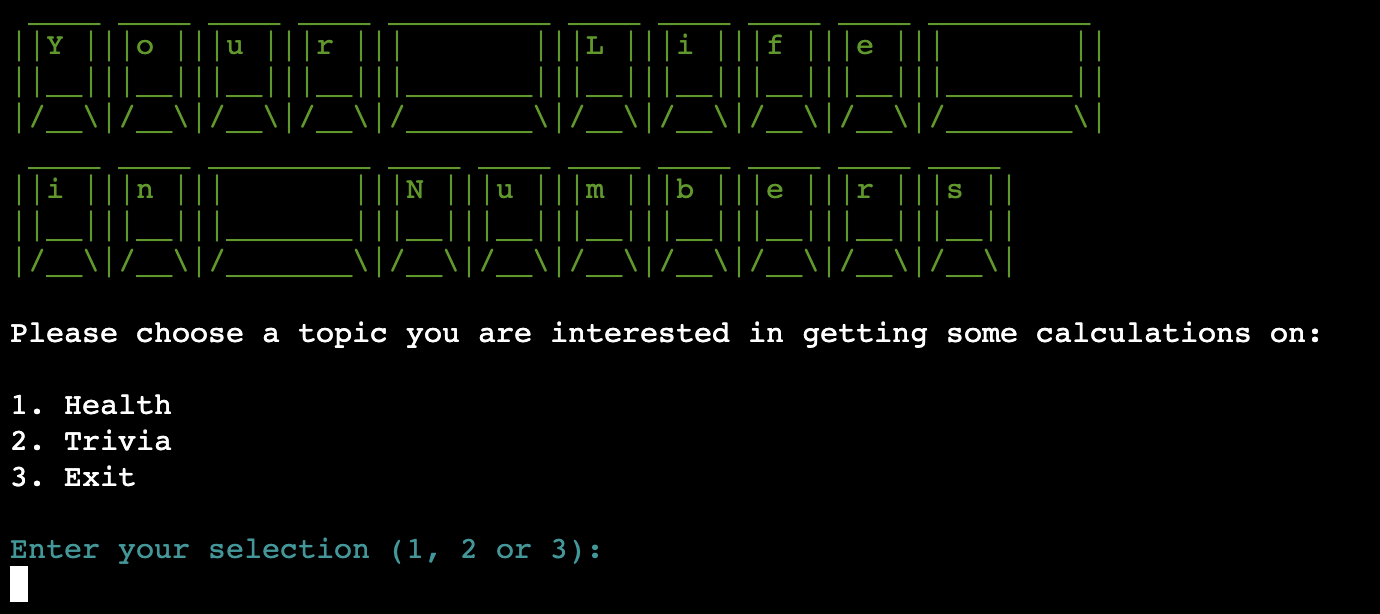 Your Life
in Numbers
Please choose a topic you are interested in getting some calculations on:
1. Health
2. Trivia
3. Exit
Enter your selection (1, 2 or 3):